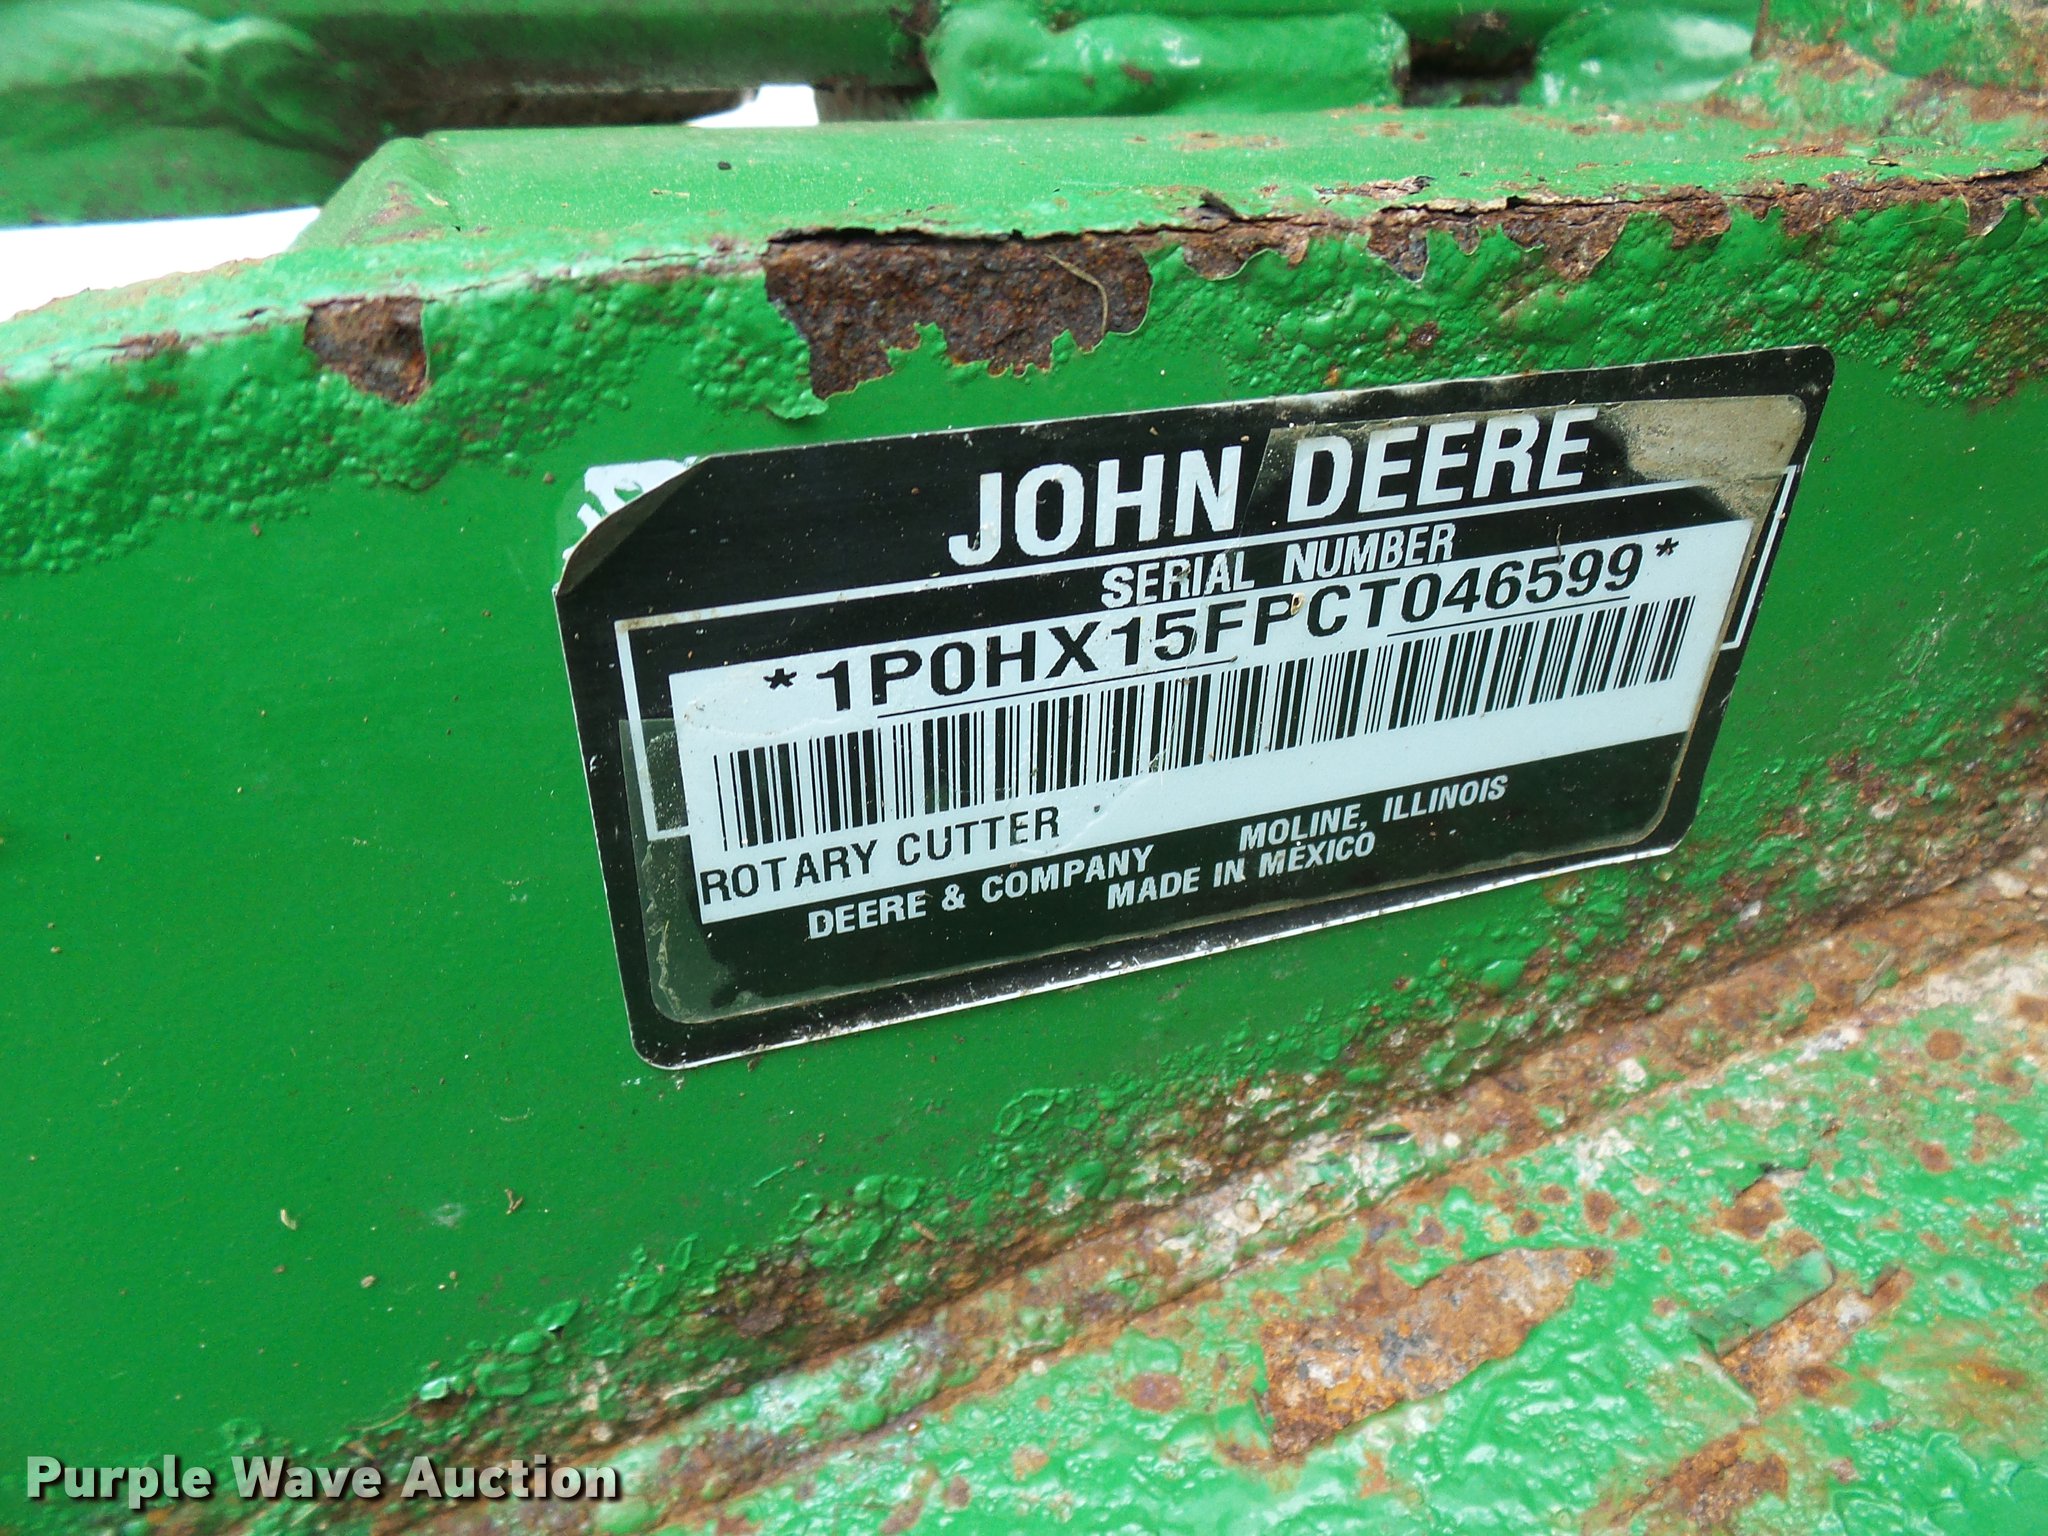 JOHN DEERE
SERIAL NUMBER
*1P0HX15FPCT046599*
ROTARY CUTTER
DEERE & COMPANY MOLINE, ILLINOIS
MADE IN MEXICO
Purple Wave Auction